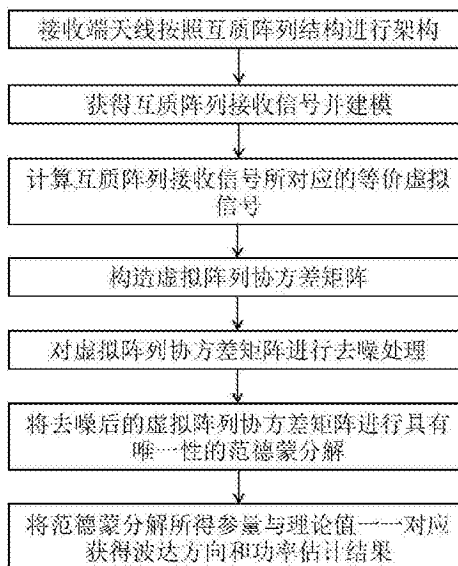 接收端天线按照互质阵列结构进行架构
获得互质阵列接收信号并建模
计算互质阵列接收信号所对应的等价虚拟
信号
构造虚拟阵列协方差矩阵
对虚拟阵列协方差矩阵进行去噪处理
将去噪后的虚拟阵列协方差矩阵进行具有
唯一性的范德蒙分解
将范德蒙分解所得参量与理论值一一对应
获得波达方向和功率估计结果